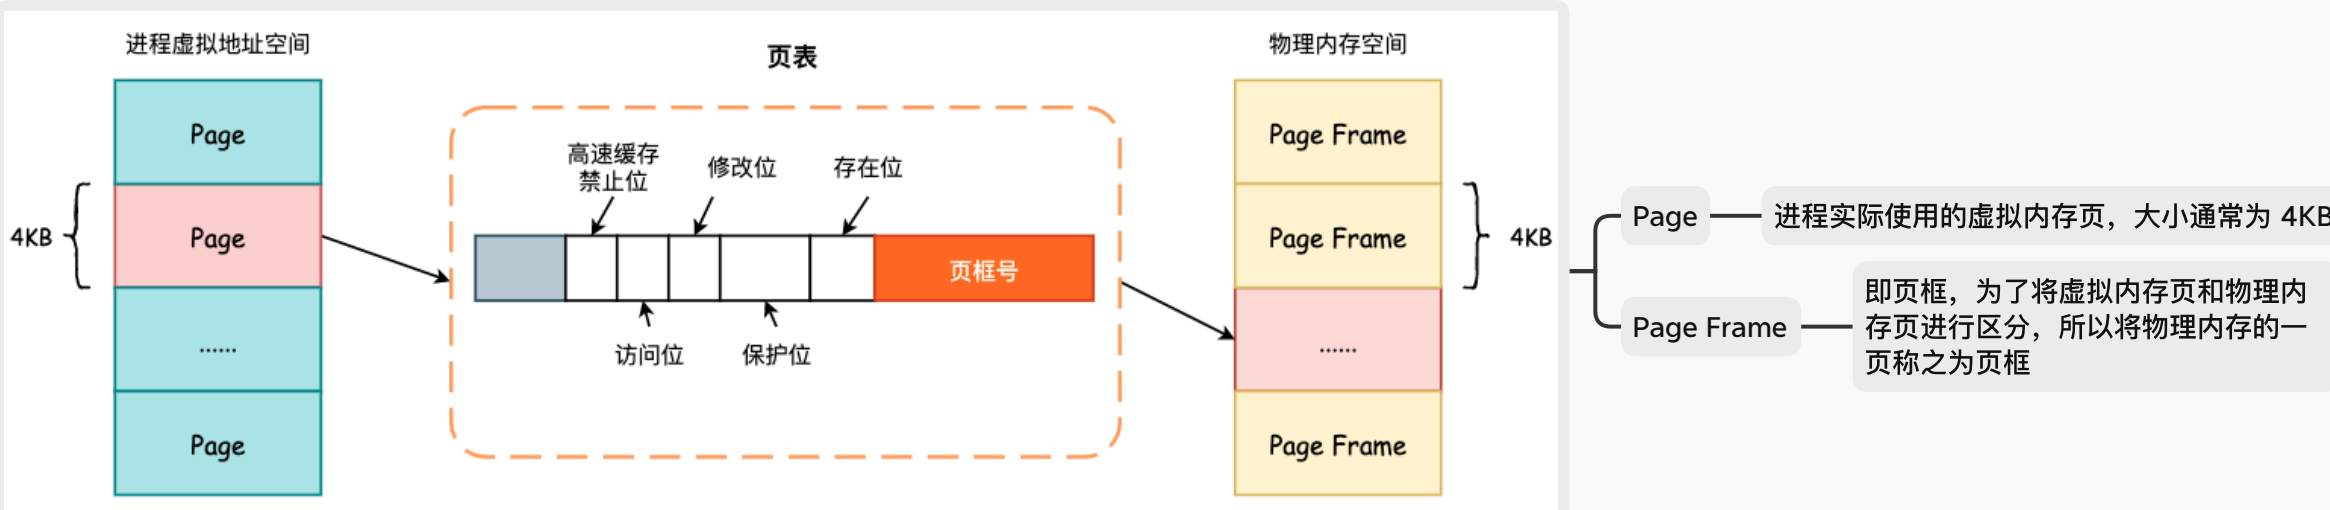 进程虚拟地址空间
Page
Page
......
Page
4KB
页表
高速缓存
禁止位
修改位
存在位
页框号
访问位
保护位
物理内存空间
Page Frame
Page Frame
......
Page Frame
4KB
Page
进程实际使用的虚拟内存页，大小通常为 4KB
Page Frame
即页框，为了将虚拟内存页和物理内
存页进行区分，所以将物理内存的一
页称之为页框